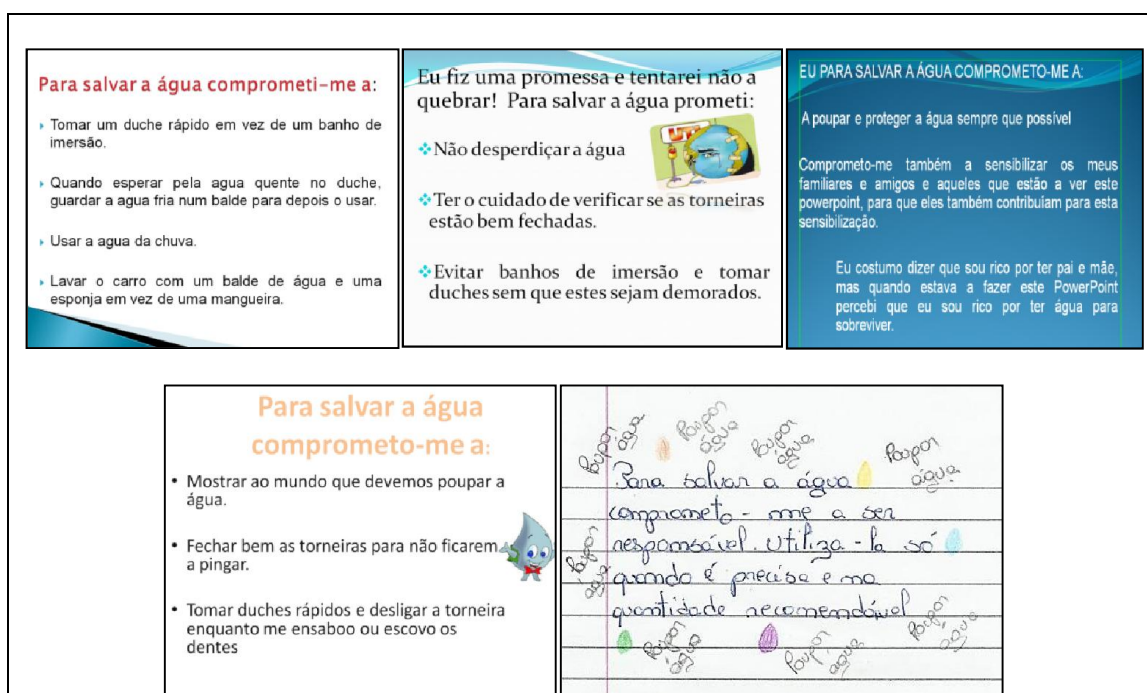 Para salvar a água comprometi-me a:
Tomar um duche rápido em vez de um banho de
imersão.
Quando esperar pela agua quente no duche,
guardar a agua fria num balde para depois o usar.
Usar a agua da chuva.
Lavar o carro com um balde de água e uma
esponja em vez de uma mangueira.
Eu fiz uma promessa e tentarei não a
quebrar! Para salvar a água prometi:
Não desperdiçar a água
Ter o cuidado de verificar se as torneiras
estão bem fechadas.
Evitar banhos de imersão e tomar
duches sem que estes sejam demorados.
EU PARA SALVAR A ÁGUA COMPROMETO-ME A:
A poupar e proteger a água sempre que possível
Comprometo-me também a sensibilizar os meus
familiares e amigos e aqueles que estão a ver este
powerpoint, para que eles também contribuiam para esta
sensibilização.
Eu costumo dizer que sou rico por ter pai e mãe,
mas quando estava a fazer este PowerPoint
percebi que eu sou rico por ter água para
sobreviver.
Para salvar a água
comprometo-me a:
Mostrar ao mundo que devemos poupar a
água.
Fechar bem as torneiras para não ficarem
a pingar.
Tomar duches rápidos e desligar a torneira
enquanto me ensaboo ou escovo os
dentes
Poupar
água
Poupar
água
Poupar
água
Poupar
água
Para salvar a água
comprometo-me a ser
responsável. Utiliza-la só
quando é precisa e na
quantidade recomendável
Poupar
água
Poupar
água
Poupar
água
Poupar
água